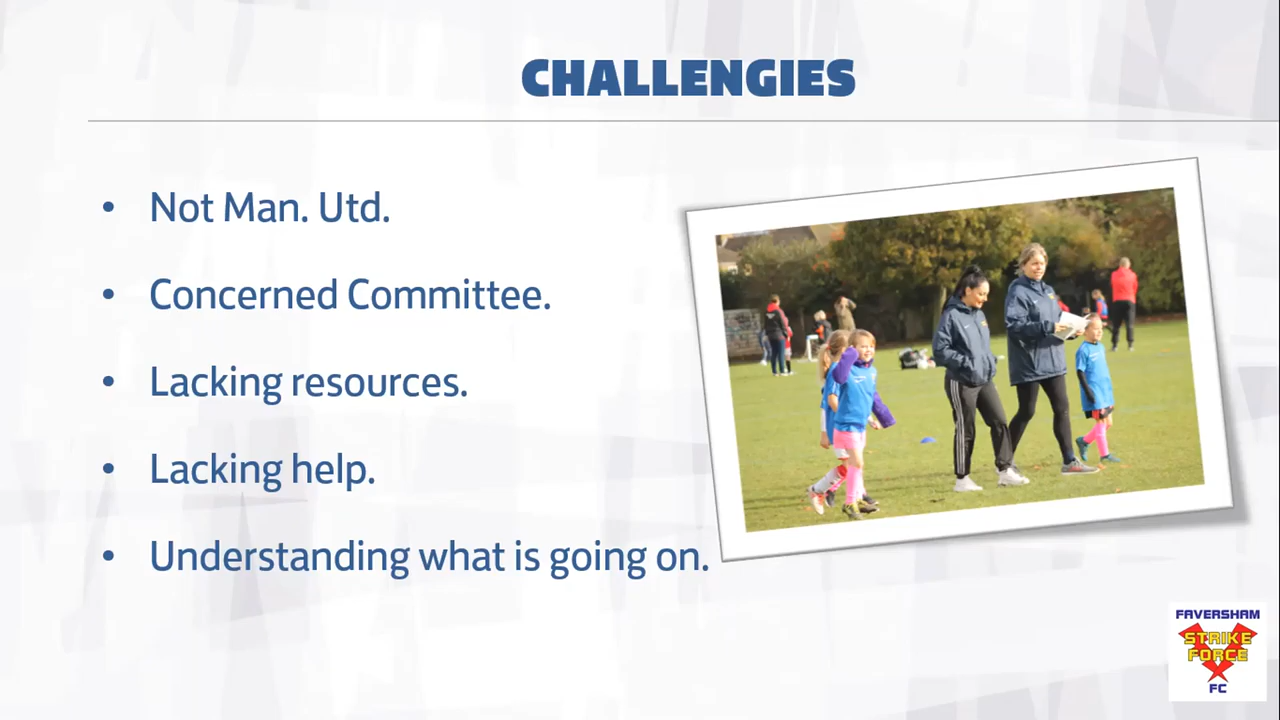 CHALLENGIES
• Not Man. Utd.
• Concerned Committee.
• Lacking resources.
• Lacking help.
• Understanding what is going on.
FAVERSHAM
STRIKE
FORCE
FC